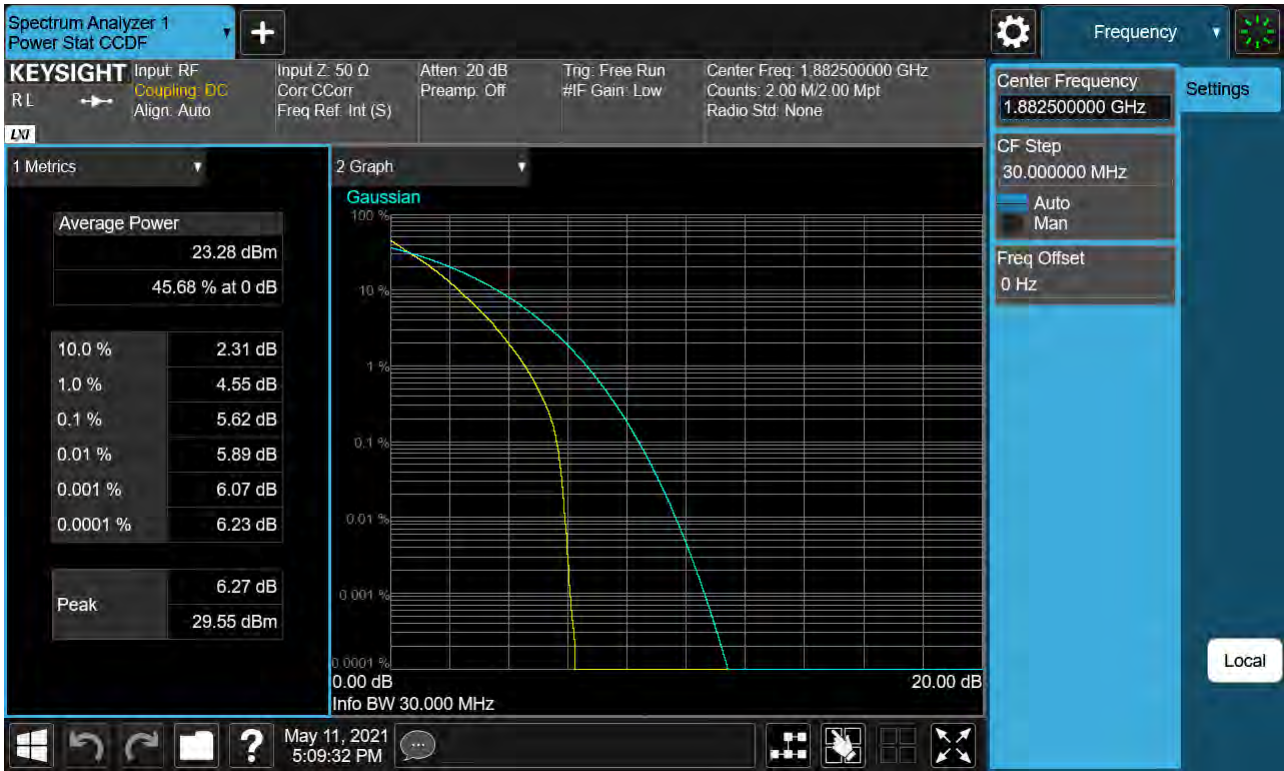 Spectrum Analyzer 1
Power Stat CCDF
+
Frequency
KEYSIGHT
R L
LXI
Input: RF
Coupling: DC
Align: Auto
Input Z: 50 Ω
Corr CCorr
Freq Ref: Int (S)
Atten: 20 dB
Preamp: Off
Trig: Free Run
#IF Gain: Low
Center Freq: 1.882500000 GHz
Counts: 2.00 M/2.00 Mpt
Radio Std: None
Center Frequency
1.882500000 GHz
Settings
CF Step
30.000000 MHz
Auto
Man
Freq Offset
0 Hz
1 Metrics
Average Power
23.28 dBm
45.68 % at 0 dB
10.0 % 2.31 dB
1.0 % 4.55 dB
0.1 % 5.62 dB
0.01 % 5.89 dB
0.001 % 6.07 dB
0.0001 % 6.23 dB
Peak
6.27 dB
29.55 dBm
2 Graph
Gaussian
100 %
10 %
1 %
0.1 %
0.01 %
0.001 %
0.0001 %
0.00 dB
20.00 dB
Info BW 30.000 MHz
Local
?
May 11, 2021
5:09:32 PM